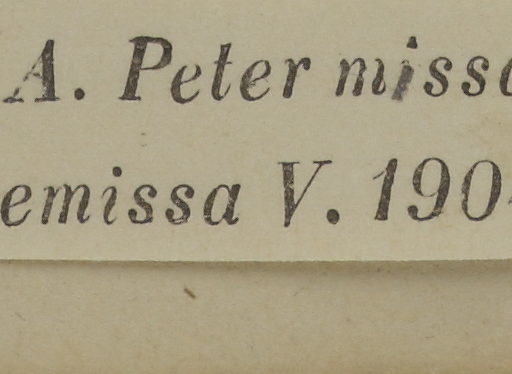 A. Peter
emissa V.